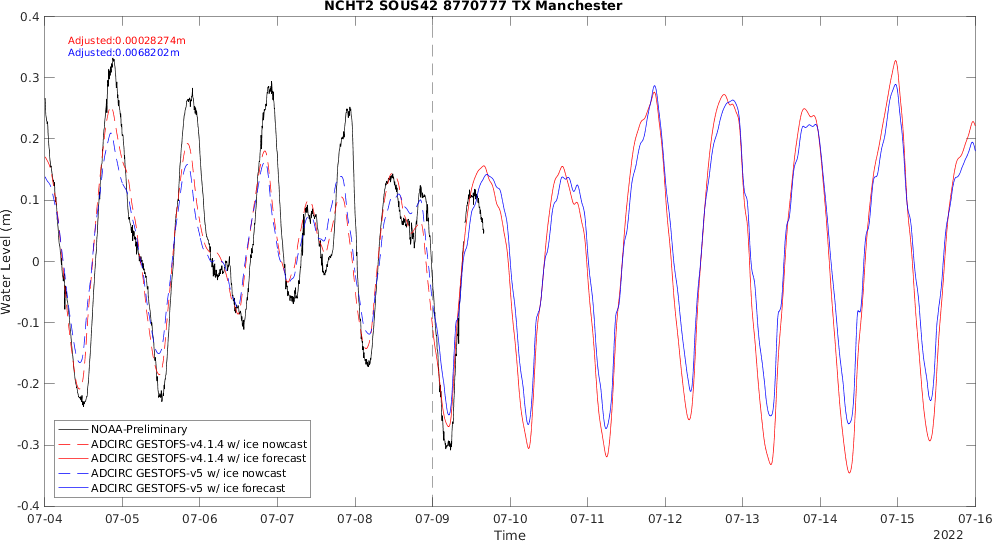 NCHT2 SOUS42 8770777 TX Manchester
Adjusted:0.00028274m
Adjusted:0.0068202m
0.4
0.3
0.2
0.1
0
-0.1
-0.2
-0.3
-0.4
Water Level (m)
NOAA-Preliminary
ADCIRC GESTOFS-v4.1.4 w/ ice nowcast
ADCIRC GESTOFS-v4.1.4 w/ ice forecast
ADCIRC GESTOFS-v5 w/ ice nowcast
ADCIRC GESTOFS-v5 w/ ice forecast
07-04 07-05 07-06 07-07 07-08 07-09 07-10 07-11 07-12 07-13 07-14 07-15 07-16
Time
2022